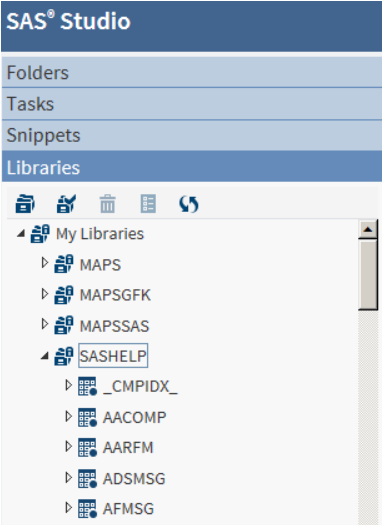 SAS® Studio
Folders
Tasks
Snippets
Libraries
My Libraries
MAPS
MAPSGFK
MAPSSAS
SASHELP
_CMPIDX_
AACOMP
AARFM
ADSMSG
AFMSG